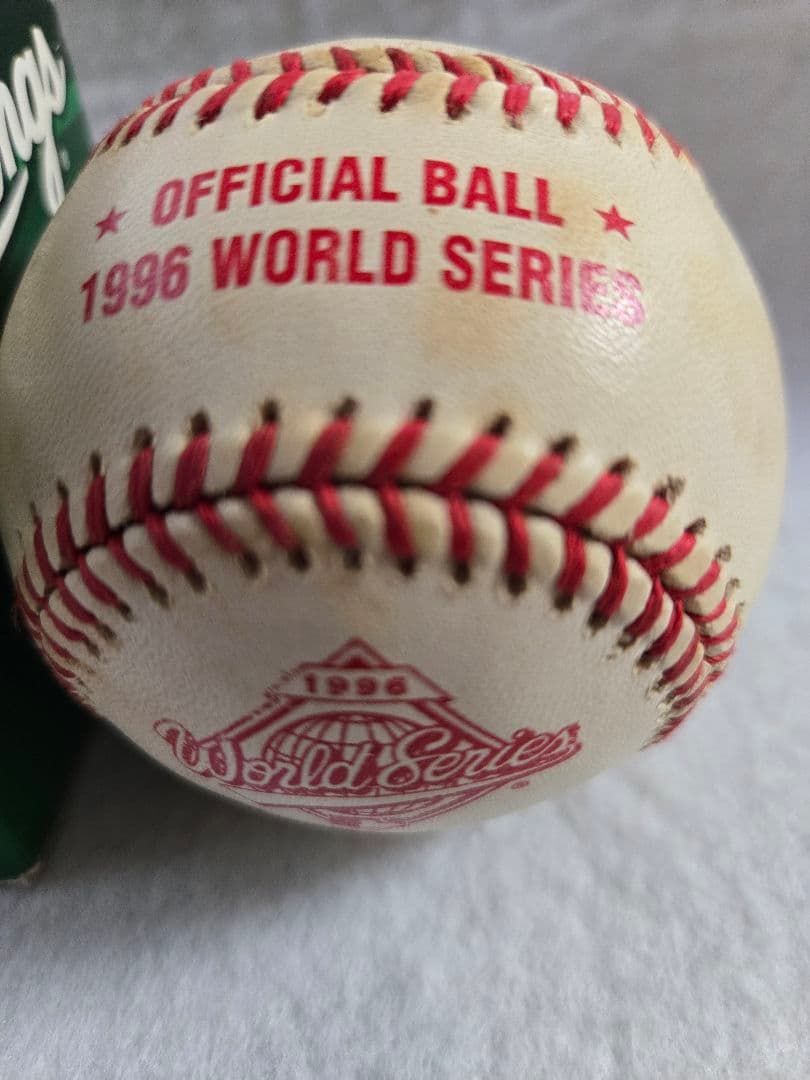 ★ OFFICIAL BALL ★
1996 WORLD SERIES
1996
World Series
®